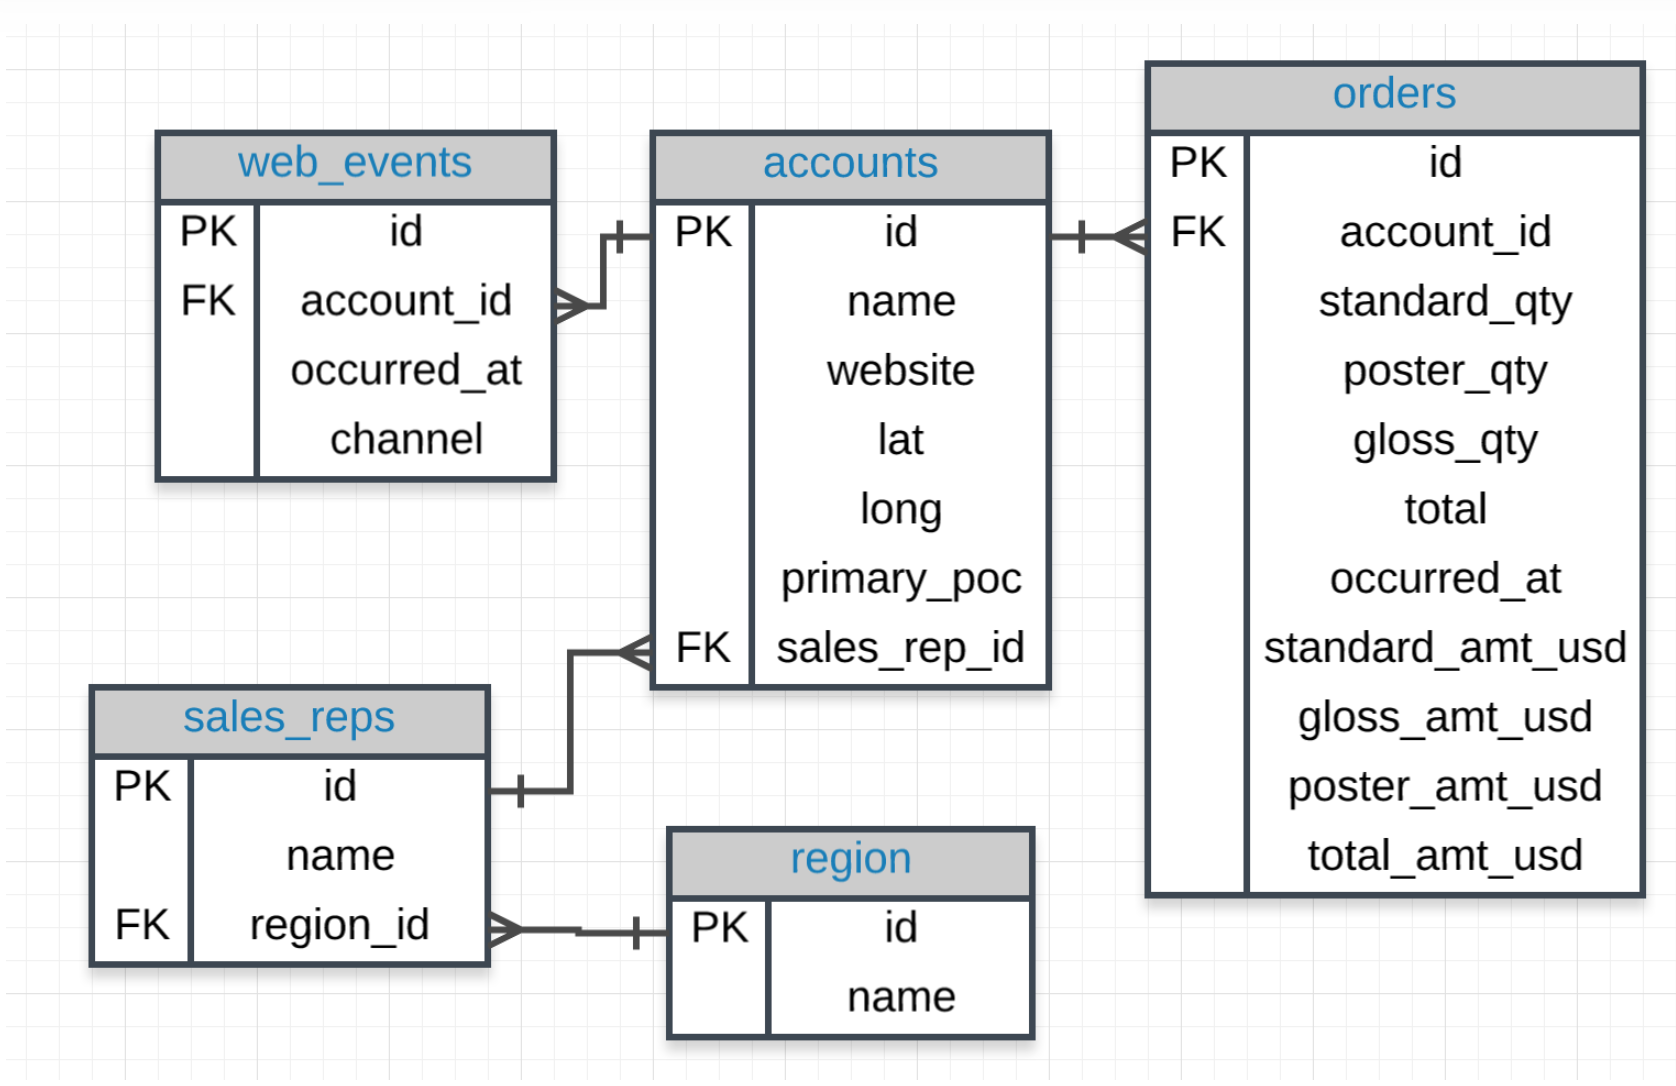 web_events
PK id
FK account_id
occurred_at
channel
accounts
PK id
name
website
lat
long
primary_poc
FK sales_rep_id
orders
PK id
FK account_id
standard_qty
poster_qty
gloss_qty
total
occurred_at
standard_amt_usd
gloss_amt_usd
poster_amt_usd
total_amt_usd
sales_reps
PK id
name
FK region_id
region
PK id
name